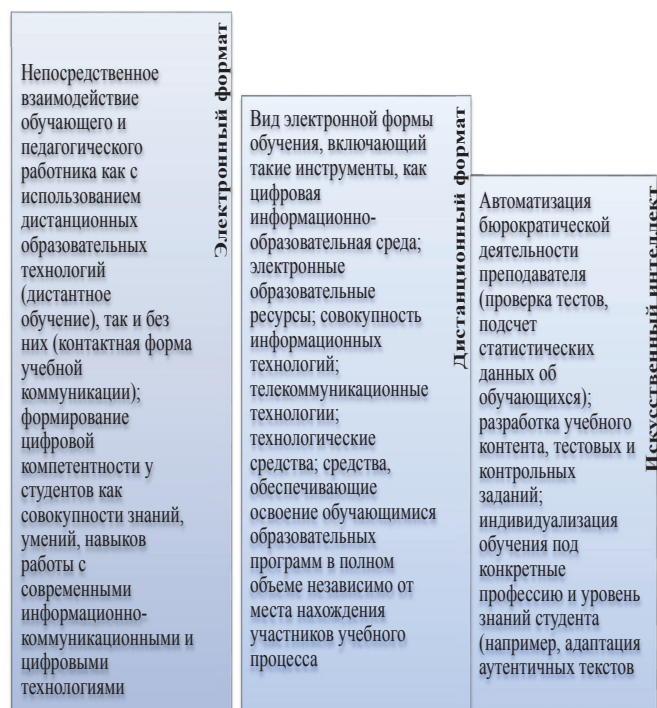 Электронный формат
Непосредственное
взаимодействие
обучающего и
педагогического
работника как с
использованием
дистанционных
образовательных
технологий
(дистантное
обучение), так и без
них (контактная форма
учебной
коммуникации);
формирование
цифровой
компетентности у
студентов как
совокупности знаний,
умений, навыков
работы с
современными
информационно-
коммуникационными и
цифровыми
технологиями
Дистанционный формат
Вид электронной формы
обучения, включающий
такие инструменты, как
цифровая
информационно-
образовательная среда;
электронные
образовательные
ресурсы; совокупность
информационных
технологий;
телекоммуникационные
технологии;
технологические
средства; средства,
обеспечивающие
освоение обучающимися
образовательных
программ в полном
объеме независимо от
места нахождения
участников учебного
процесса
Искусственный интеллект
Автоматизация
бюрократической
деятельности
преподавателя
(проверка тестов,
подсчет
статистических
данных об
обучающихся);
разработка учебного
контента, тестовых и
контрольных
заданий;
индивидуализация
обучения под
конкретные
профессию и уровень
знаний студента
(например, адаптация
аутентичных текстов